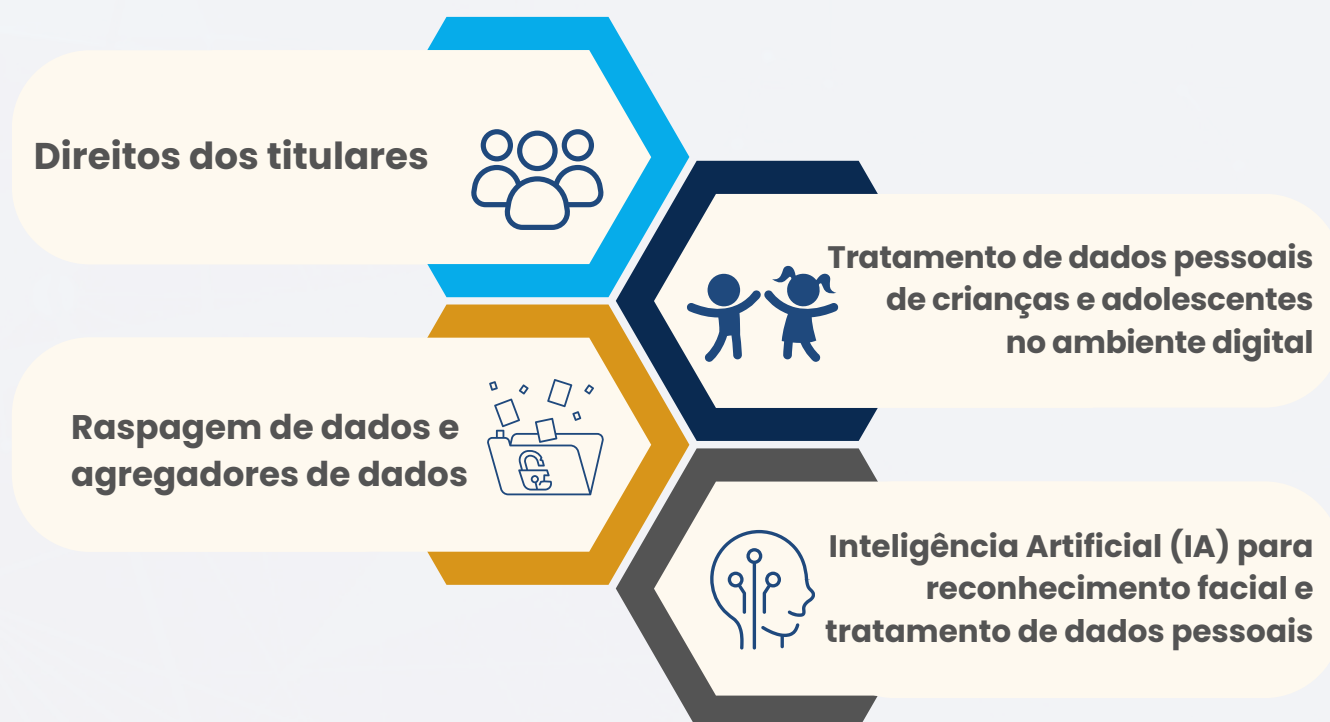 Direitos dos titulares
Tratamento de dados pessoais
de crianças e adolescentes
no ambiente digital
Raspagem de dados e
agregadores de dados
Inteligência Artificial (IA) para
reconhecimento facial e
tratamento de dados pessoais